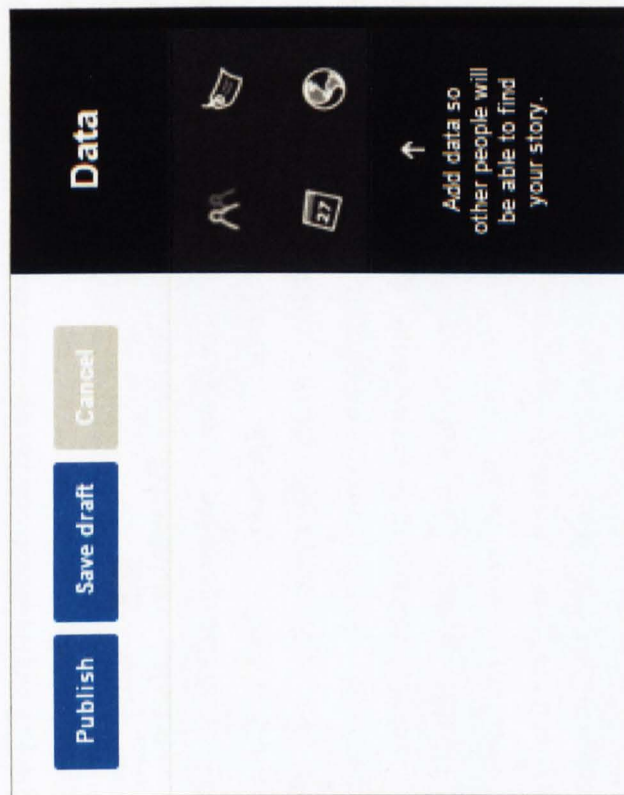 Publish
Save draft
Cancel
Data
27
↑
Add data so
other people will
be able to find
your story.